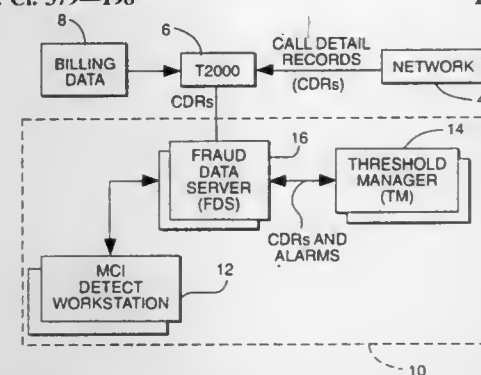 8
6
14
BILLING
DATA
T2000
CALL DETAIL
RECORDS
(CDRs)
NETWORK
CDRs
16
FRAUD
DATA
SERVER
(FDS)
THRESHOLD
MANAGER
(TM)
CDRs AND
ALARMS
MCI
DETECT
WORKSTATION
12
10